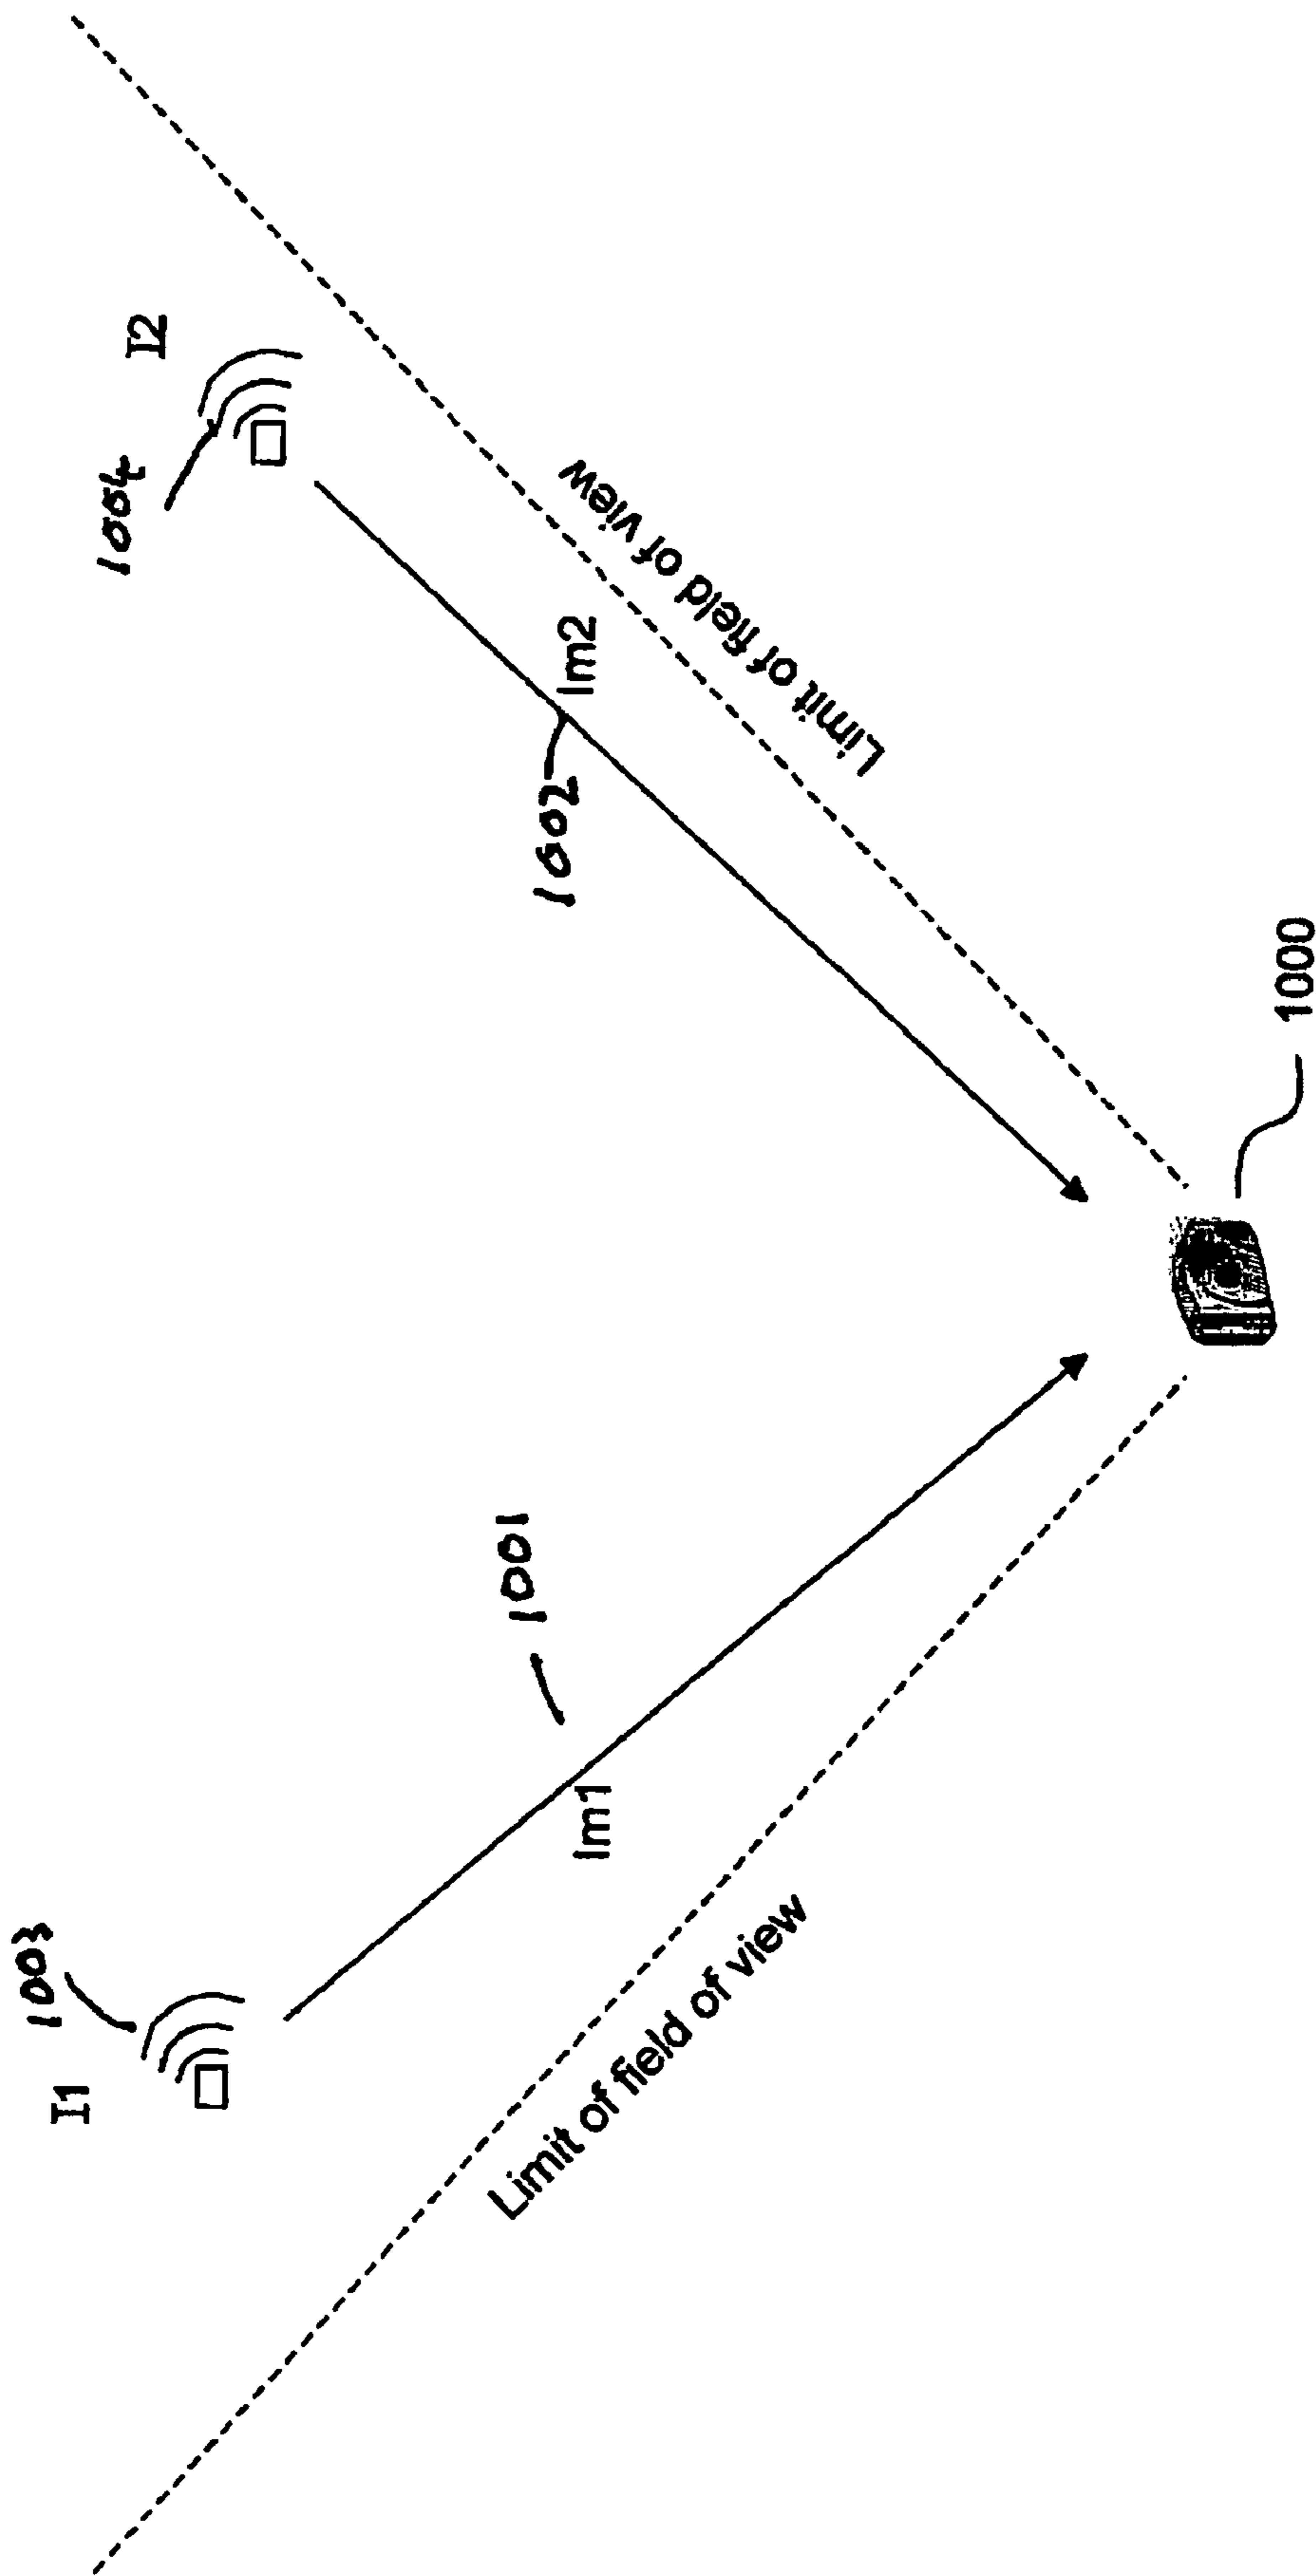 I1
1003
I2
1004
Im1
1001
1002
Im2
Limit of field of view
Limit of field of view
1000